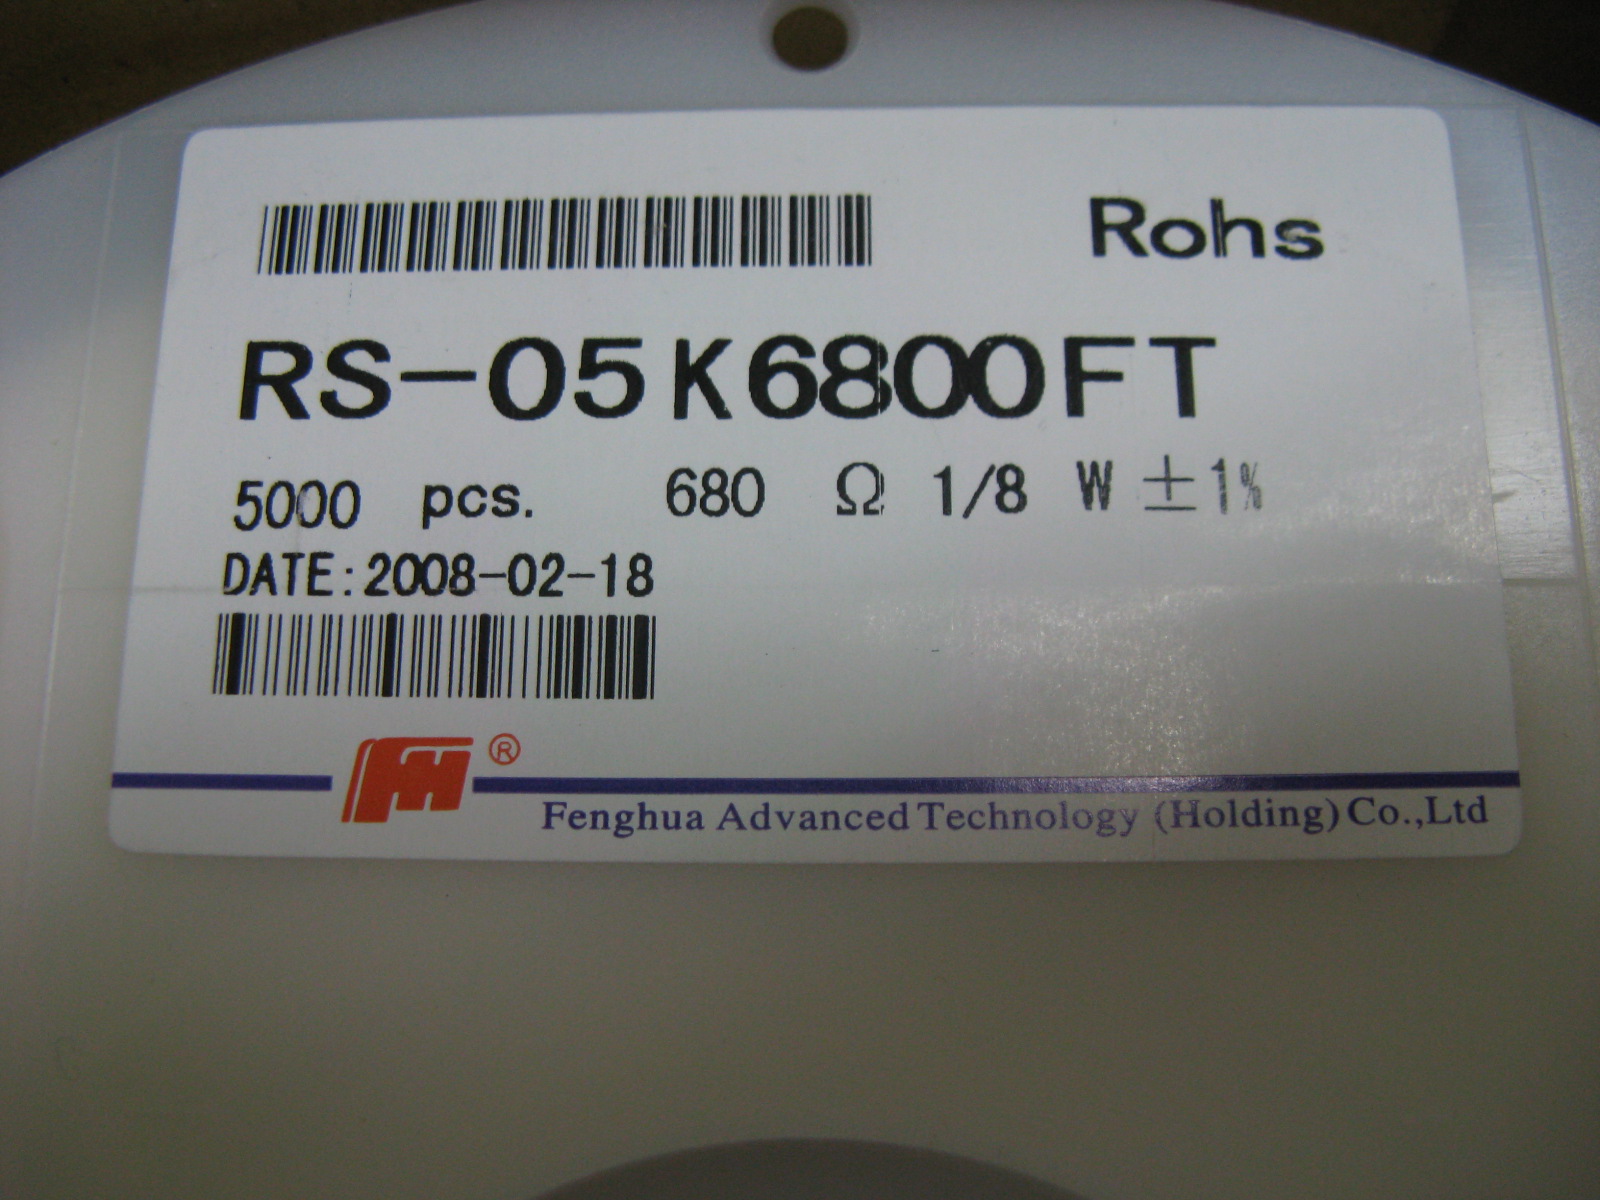 Rohs
RS-05K6800FT
5000 pcs. 680 Ω 1/8 W ±1%
DATE:2008-02-18
FH ®
Fenghua Advanced Technology (Holding) Co.,Ltd